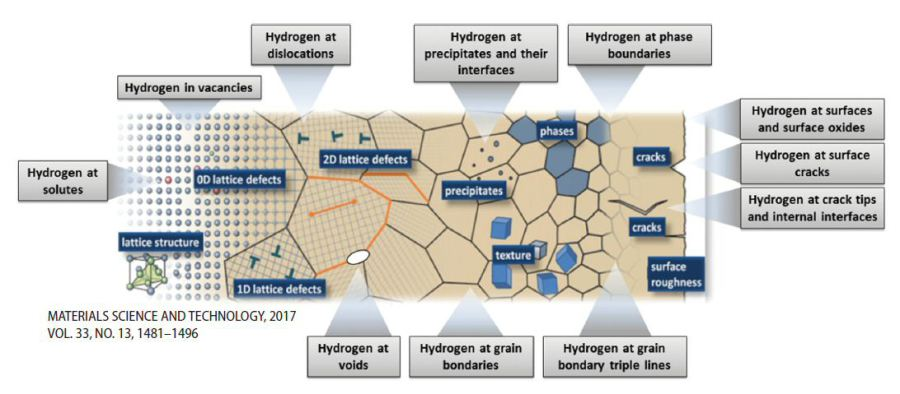 Hydrogen at
dislocations
Hydrogen at
precipitates and their
interfaces
Hydrogen at phase
boundaries
Hydrogen in vacancies
Hydrogen at surfaces
and surface oxides
Hydrogen at surface
cracks
Hydrogen at crack tips
and internal interfaces
Hydrogen at
solutes
0D lattice defects
2D lattice defects
phases
cracks
precipitates
cracks
lattice structure
texture
surface
roughness
1D lattice defects
MATERIALS SCIENCE AND TECHNOLOGY, 2017
VOL. 33, NO. 13, 1481–1496
Hydrogen at
voids
Hydrogen at grain
bondaries
Hydrogen at grain
bondary triple lines